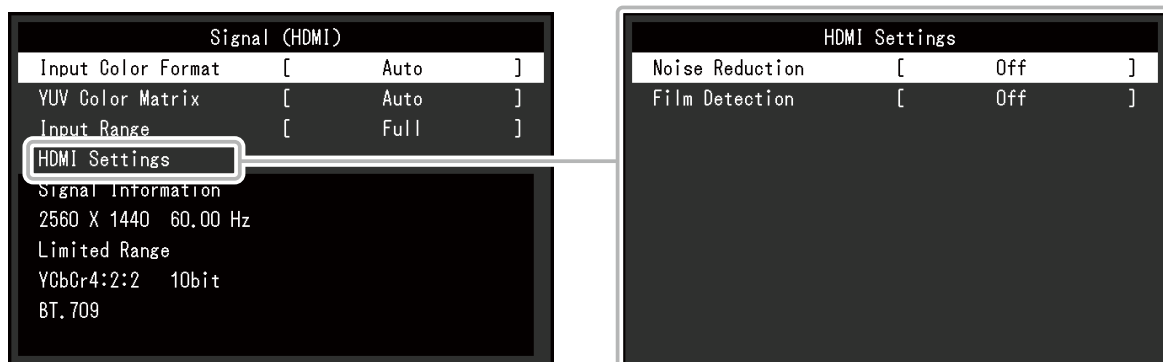 Signal (HDMI)
Input Color Format [ Auto ]
YUV Color Matrix [ Auto ]
Input Range [ Full ]
HDMI Settings
Signal Information
2560 X 1440 60.00 Hz
Limited Range
YCbCr4:2:2 10bit
BT.709
HDMI Settings
Noise Reduction [ Off ]
Film Detection [ Off ]